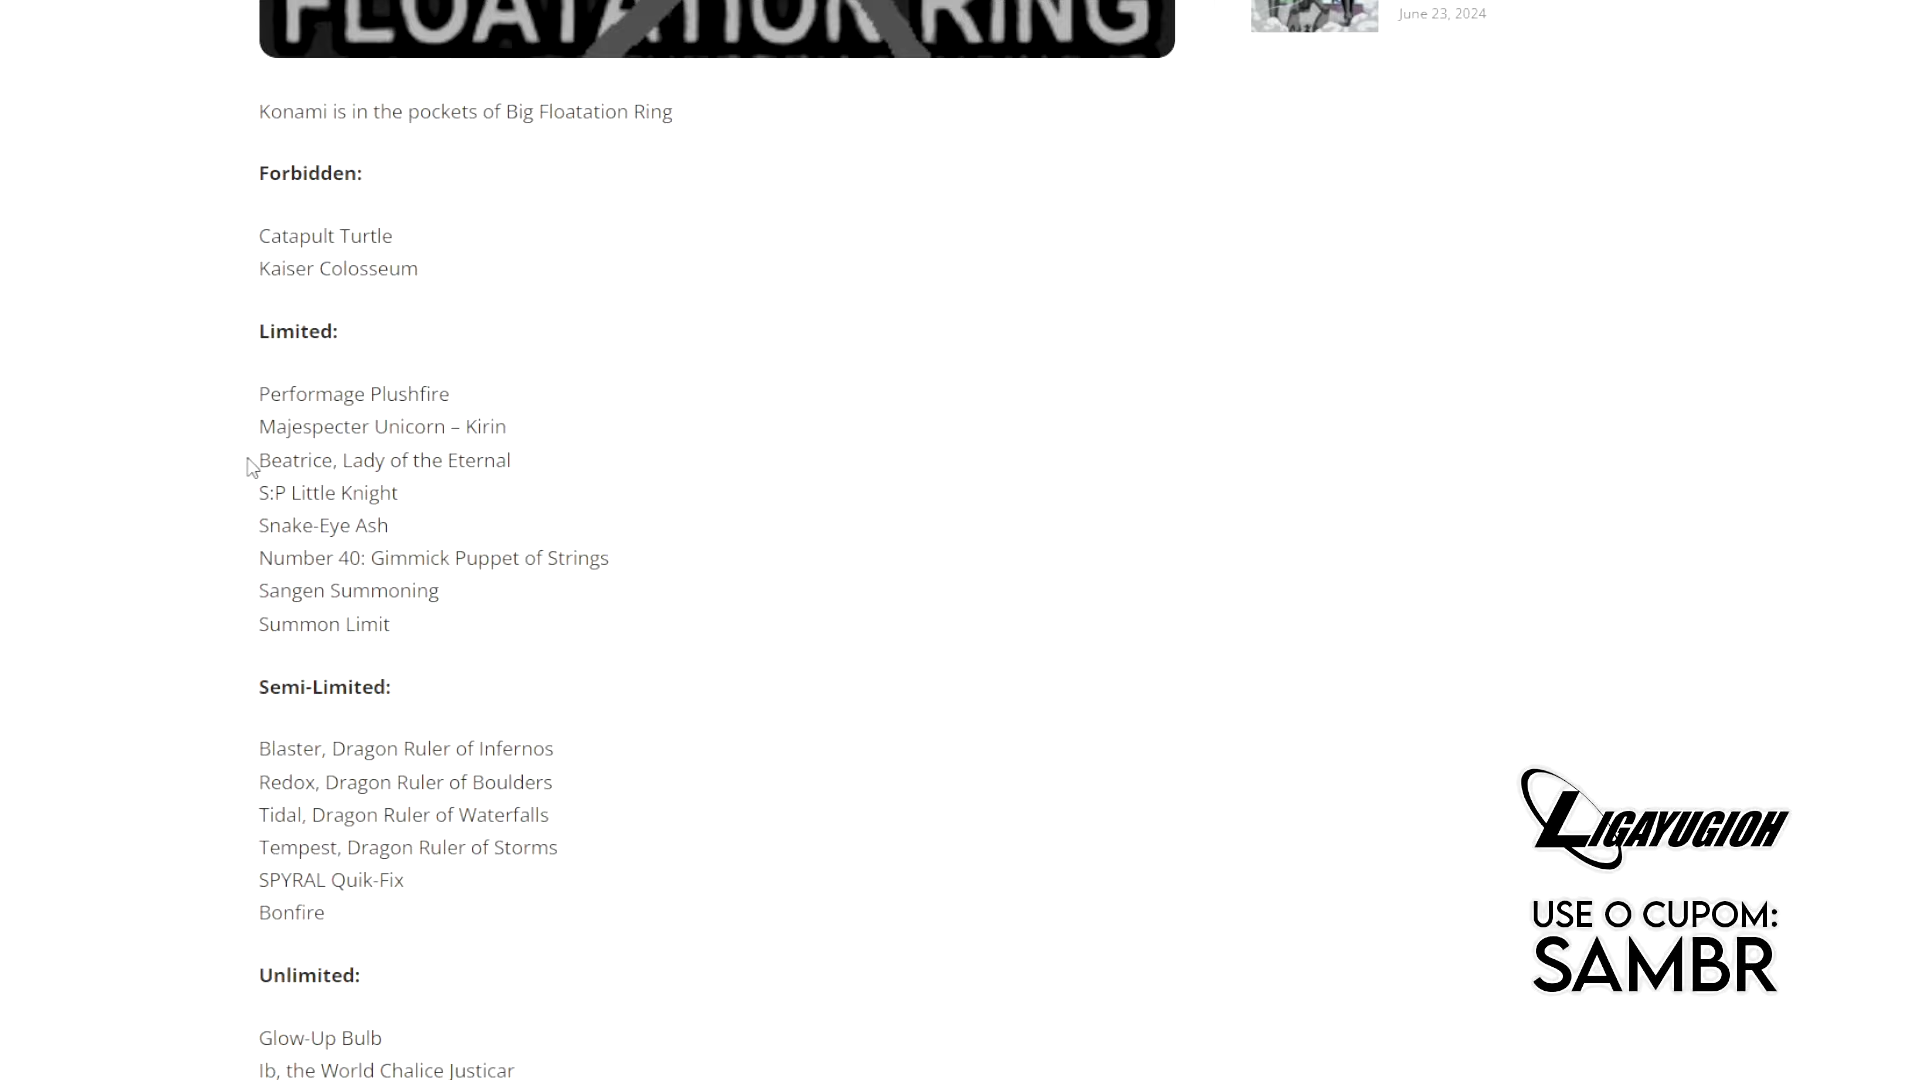 FLOATATION RING
June 23, 2024
Konami is in the pockets of Big Floatation Ring
Forbidden:
Catapult Turtle
Kaiser Colosseum
Limited:
Performage Plushfire
Majespecter Unicorn – Kirin
Beatrice, Lady of the Eternal
S:P Little Knight
Snake-Eye Ash
Number 40: Gimmick Puppet of Strings
Sangen Summoning
Summon Limit
Semi-Limited:
Blaster, Dragon Ruler of Infernos
Redox, Dragon Ruler of Boulders
Tidal, Dragon Ruler of Waterfalls
Tempest, Dragon Ruler of Storms
SPYRAL Quik-Fix
Bonfire
Unlimited:
Glow-Up Bulb
Ib, the World Chalice Justicar
LIGAYUGIOH
USE O CUPOM:
SAMBR